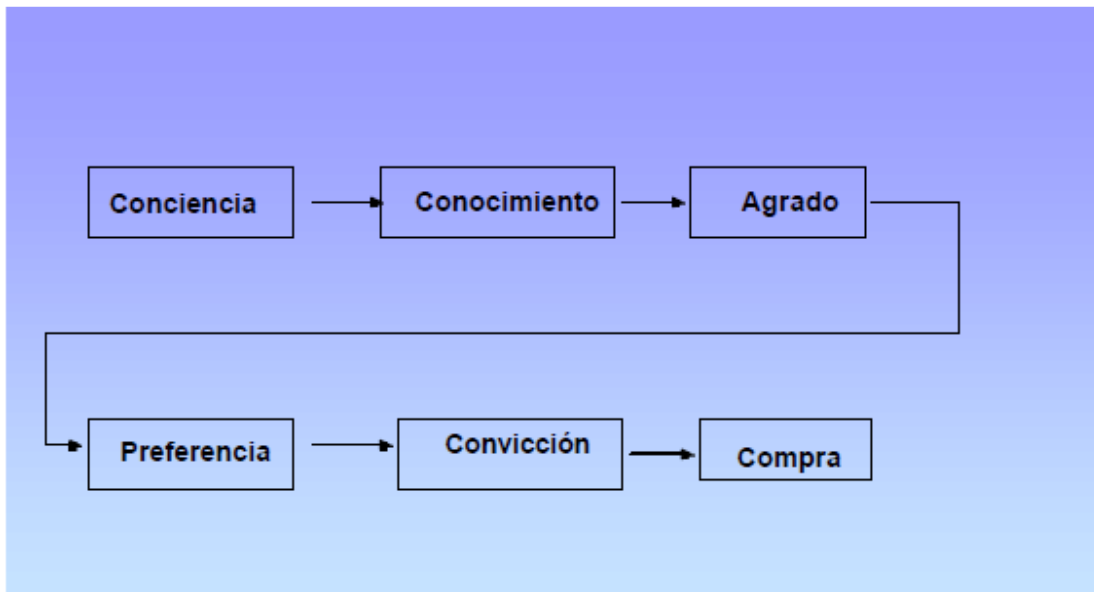 Conciencia
Conocimiento
Agrado
Preferencia
Convicción
Compra